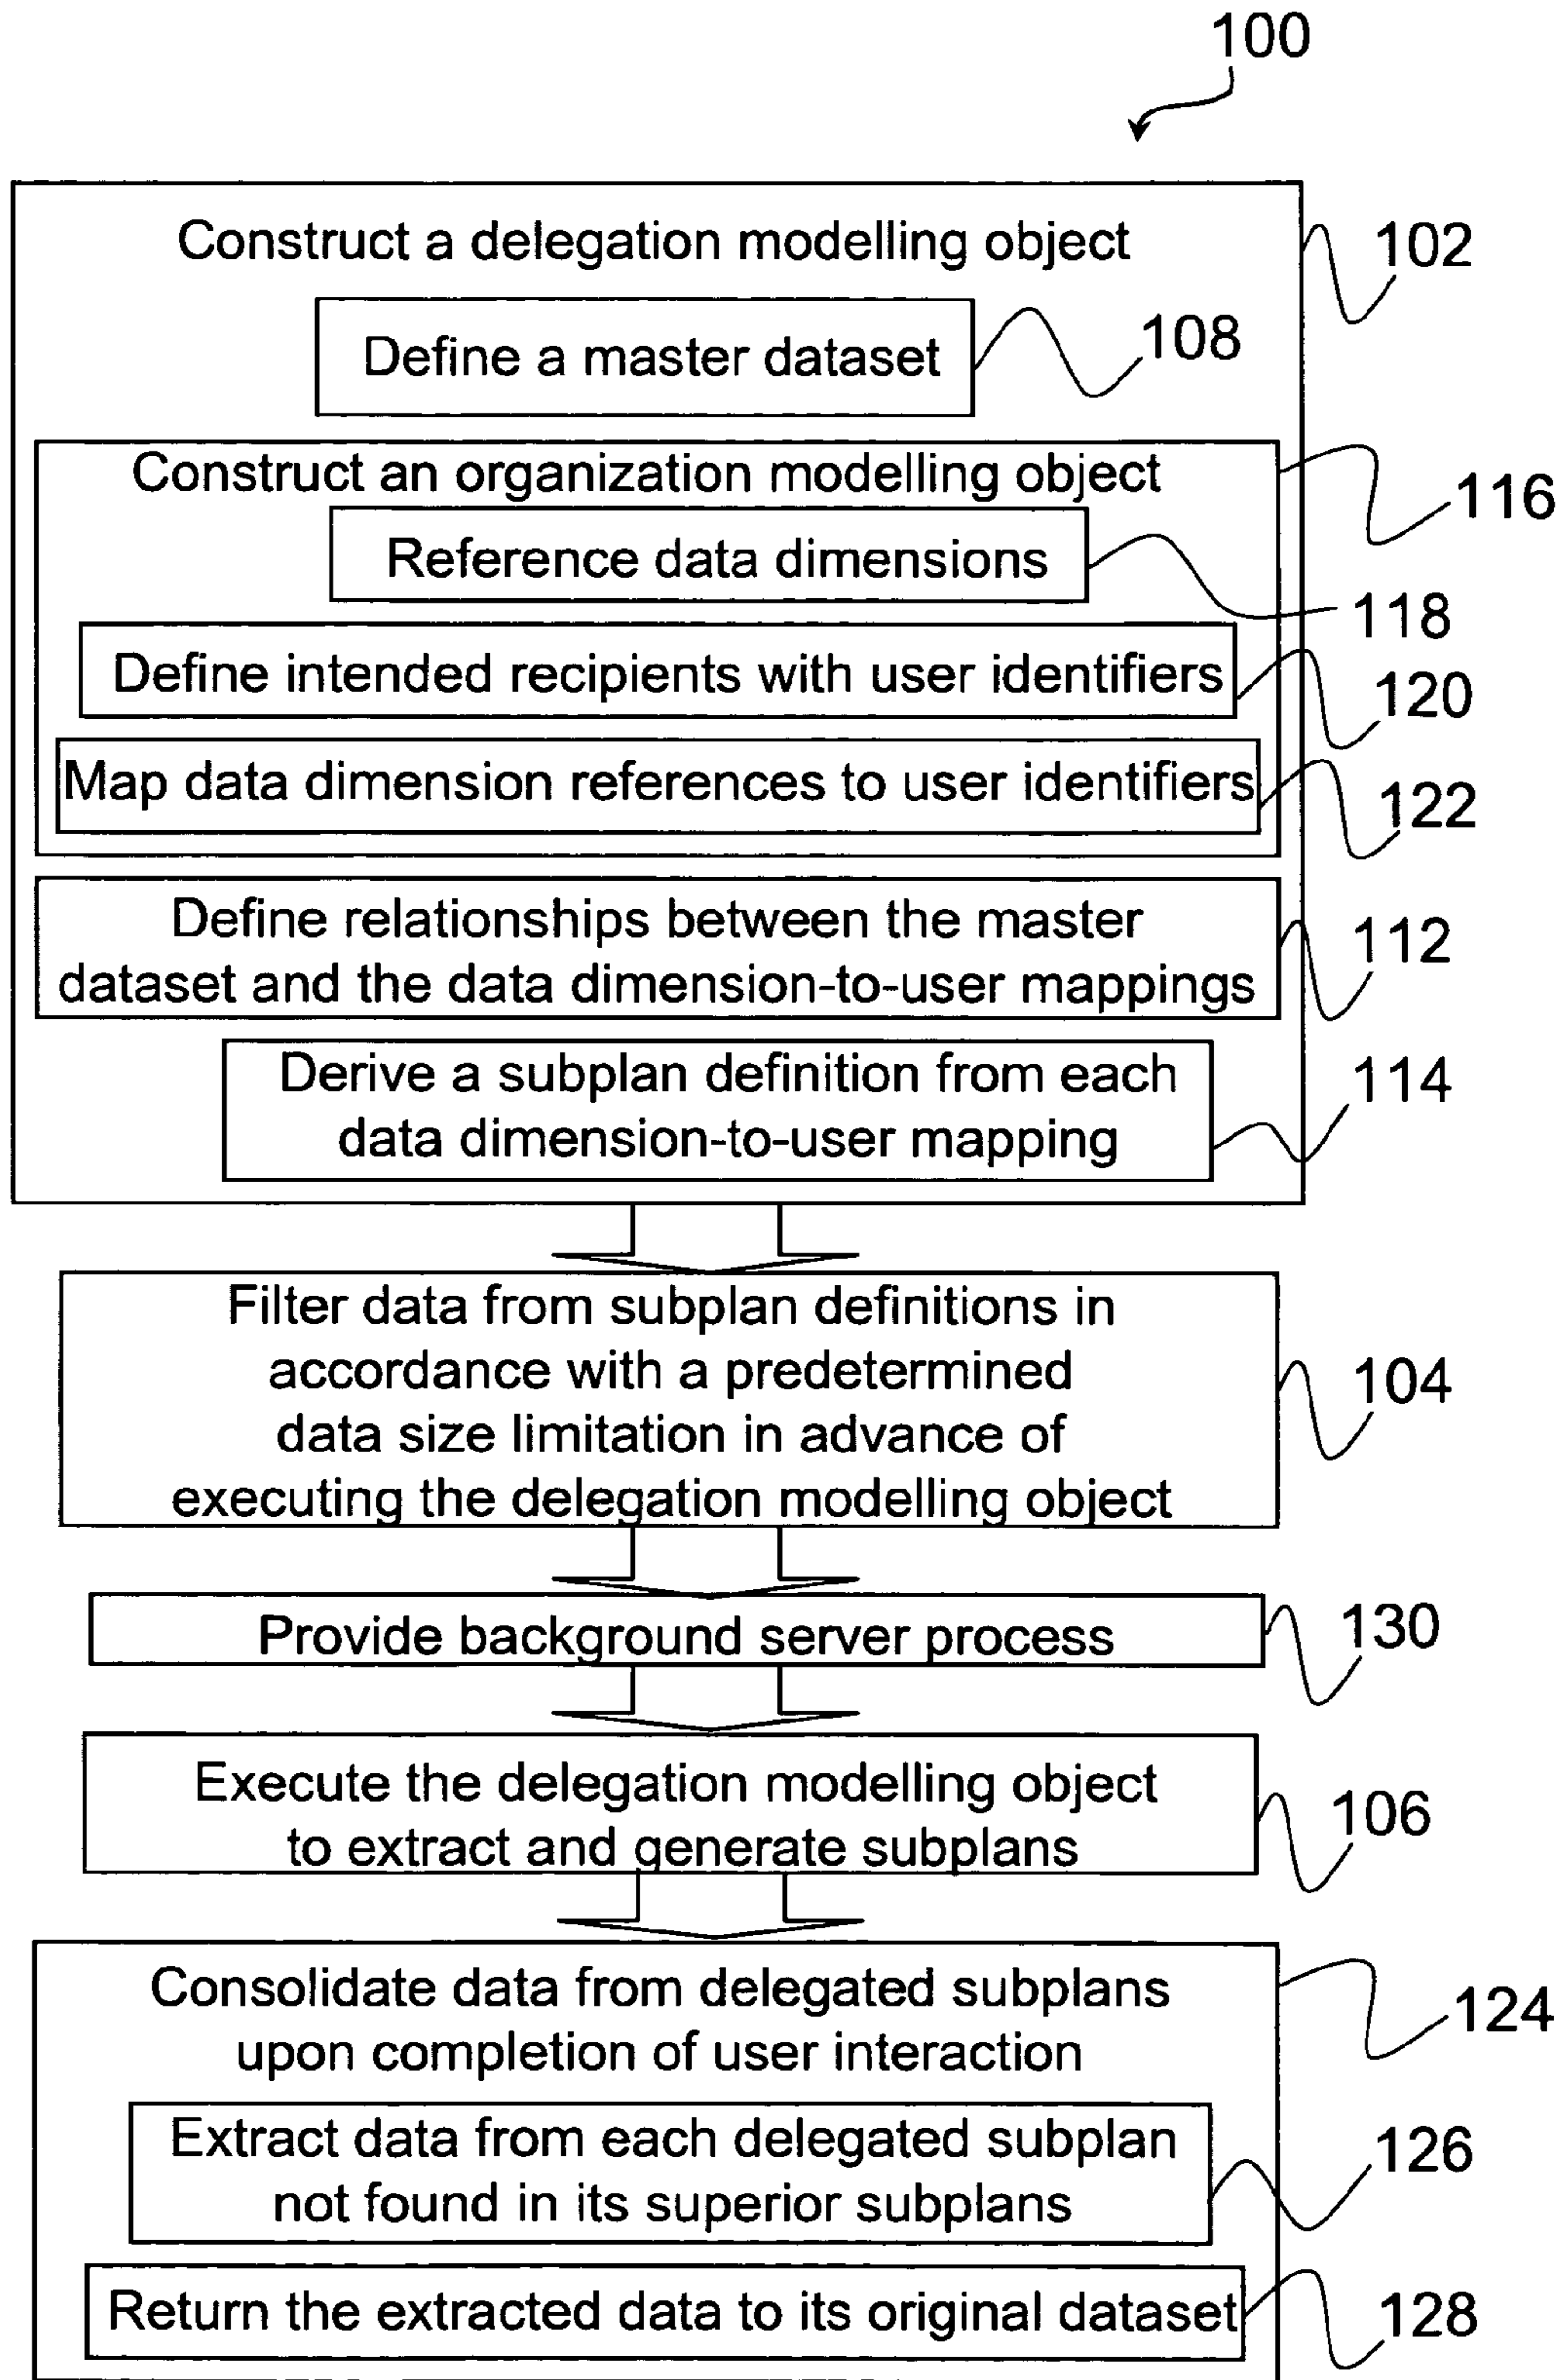 100
Construct a delegation modelling object
102
Define a master dataset
108
Construct an organization modelling object
116
Reference data dimensions
118
Define intended recipients with user identifiers
120
Map data dimension references to user identifiers
122
Define relationships between the master
dataset and the data dimension-to-user mappings
112
Derive a subplan definition from each
data dimension-to-user mapping
114
Filter data from subplan definitions in
accordance with a predetermined
data size limitation in advance of
executing the delegation modelling object
104
Provide background server process
130
Execute the delegation modelling object
to extract and generate subplans
106
Consolidate data from delegated subplans
upon completion of user interaction
124
Extract data from each delegated subplan
not found in its superior subplans
126
Return the extracted data to its original dataset
128